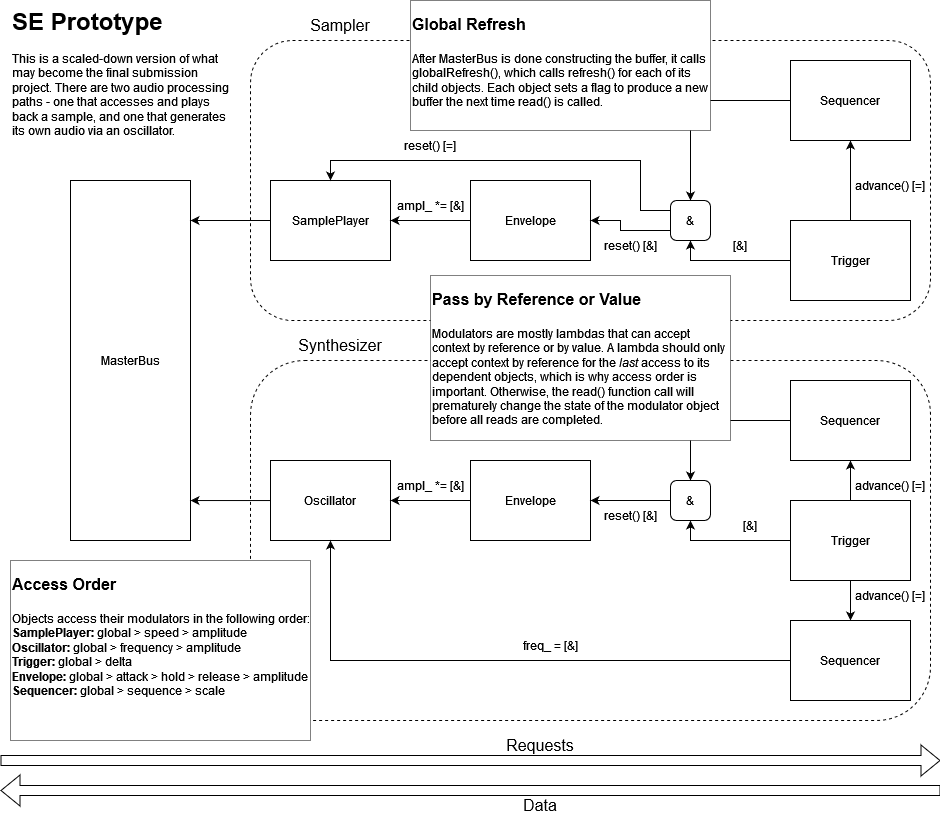 SE Prototype
This is a scaled-down version of what
may become the final submission
project. There are two audio processing
paths - one that accesses and plays
back a sample, and one that generates
its own audio via an oscillator.
Sampler
Global Refresh
After MasterBus is done constructing the buffer, it calls
globalRefresh(), which calls refresh() for each of its
child objects. Each object sets a flag to produce a new
buffer the next time read() is called.
Sequencer
reset() [=]
advance() [=]
SamplePlayer
ampl_ *= [&]
Envelope
&
reset() [&]
[&]
Trigger
Pass by Reference or Value
Modulators are mostly lambdas that can accept
context by reference or by value. A lambda should only
accept context by reference for the last access to its
dependent objects, which is why access order is
important. Otherwise, the read() function call will
prematurely change the state of the modulator object
before all reads are completed.
MasterBus
Synthesizer
Sequencer
advance() [=]
Oscillator
ampl_ *= [&]
Envelope
&
reset() [&]
[&]
Trigger
advance() [=]
freq_ = [&]
Sequencer
Access Order
Objects access their modulators in the following order:
SamplePlayer: global > speed > amplitude
Oscillator: global > frequency > amplitude
Trigger: global > delta
Envelope: global > attack > hold > release > amplitude
Sequencer: global > sequence > scale
Requests
Data